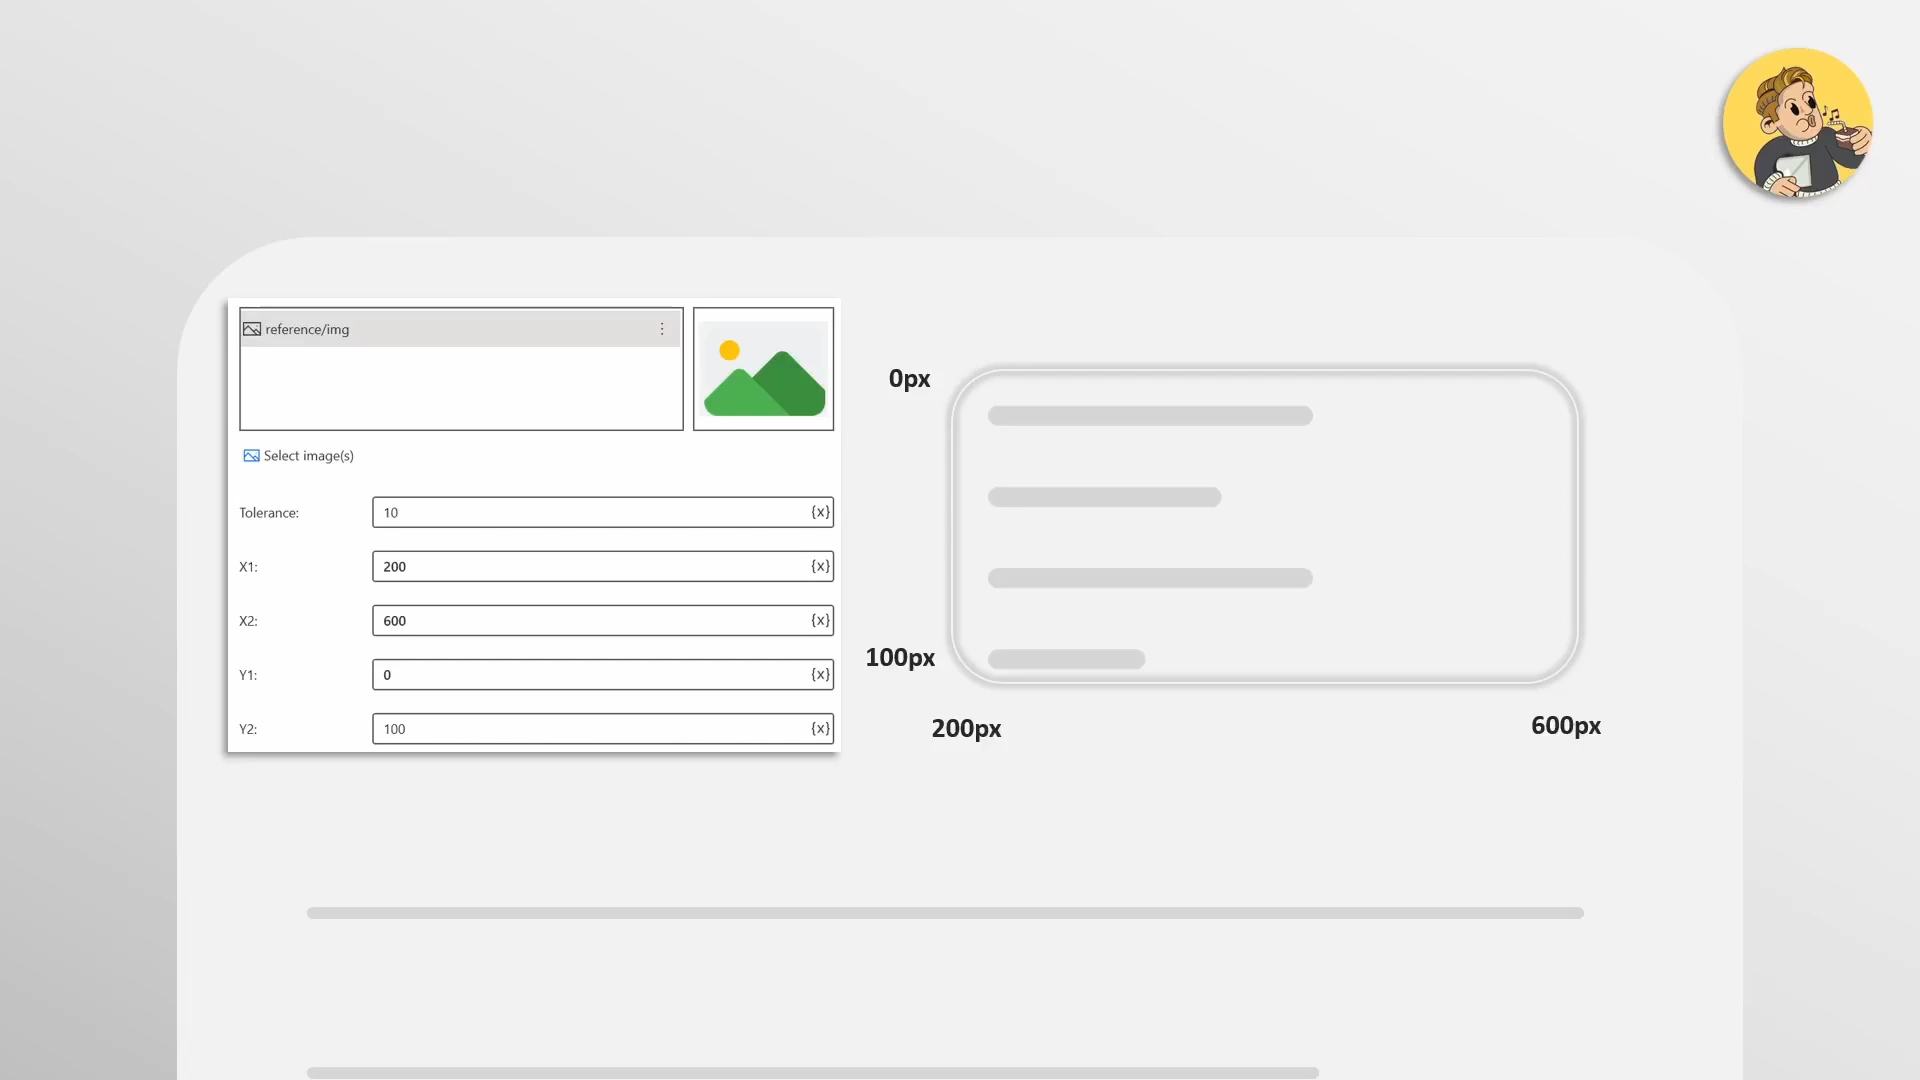 reference/img
Select image(s)
Tolerance: 10 {x}
X1: 200 {x}
X2: 600 {x}
Y1: 0 {x}
Y2: 100 {x}
0px
100px
200px 600px